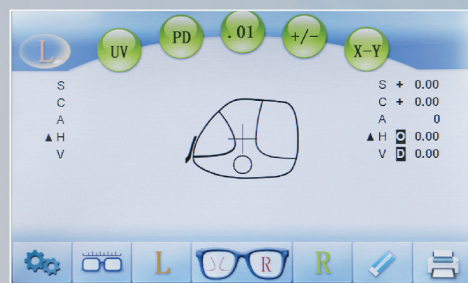 L
UV
PD
.01
+/-
X-Y
S
C
A
▲ H
V
S + 0.00
C + 0.00
A 0
▲ H O 0.00
V D 0.00
L
R
R